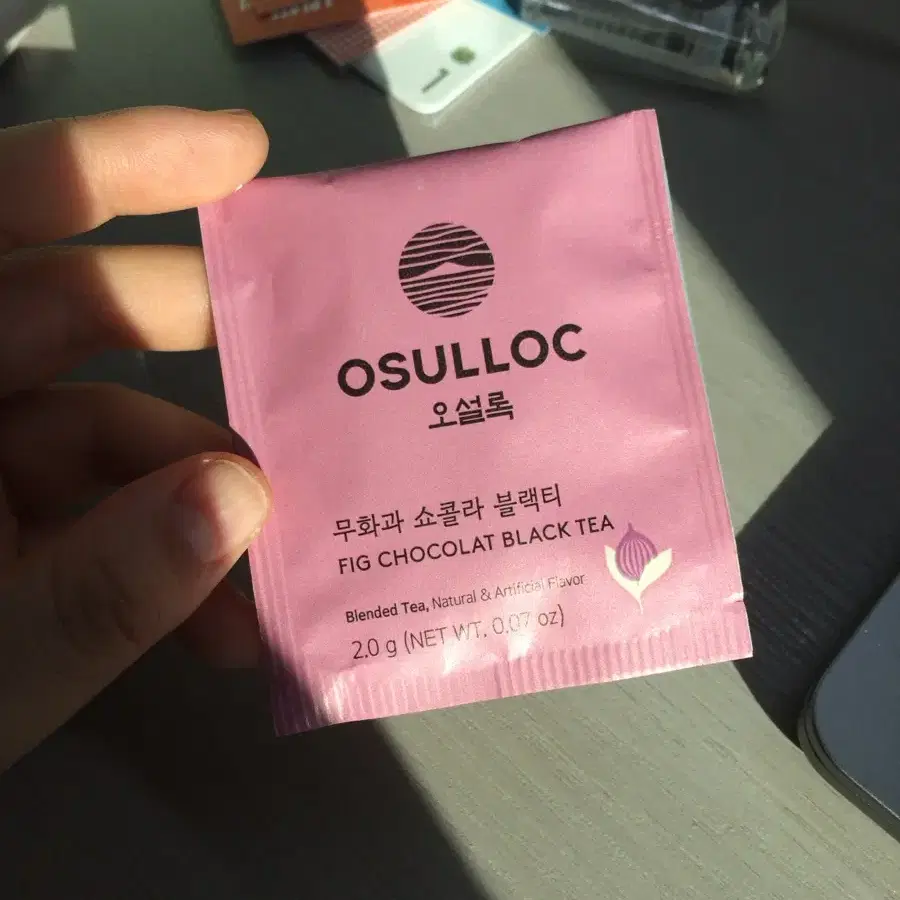 OSULLOC
오설록
무화과 쇼콜라 블랙티
FIG CHOCOLAT BLACK TEA
Blended Tea, Natural & Artificial Flavor
2.0 g (NET WT. 0.07 oz)